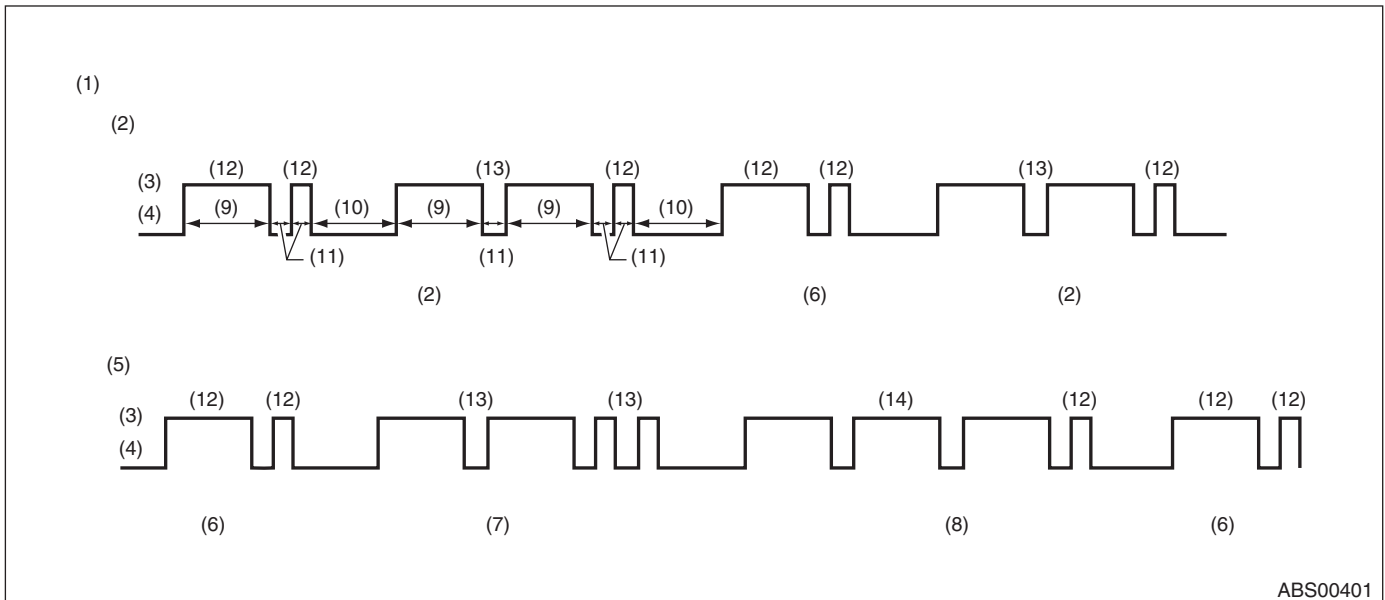 (1)
(2)
(12) (12) (13) (12) (12) (12) (13) (12)
(3)
(4) (9) (10) (9) (9) (10)
(11) (11) (11)
(2) (6) (2)
(5)
(12) (12) (13) (13) (14) (12) (12) (12)
(3)
(4)
(6) (7) (8) (6)
ABS00401